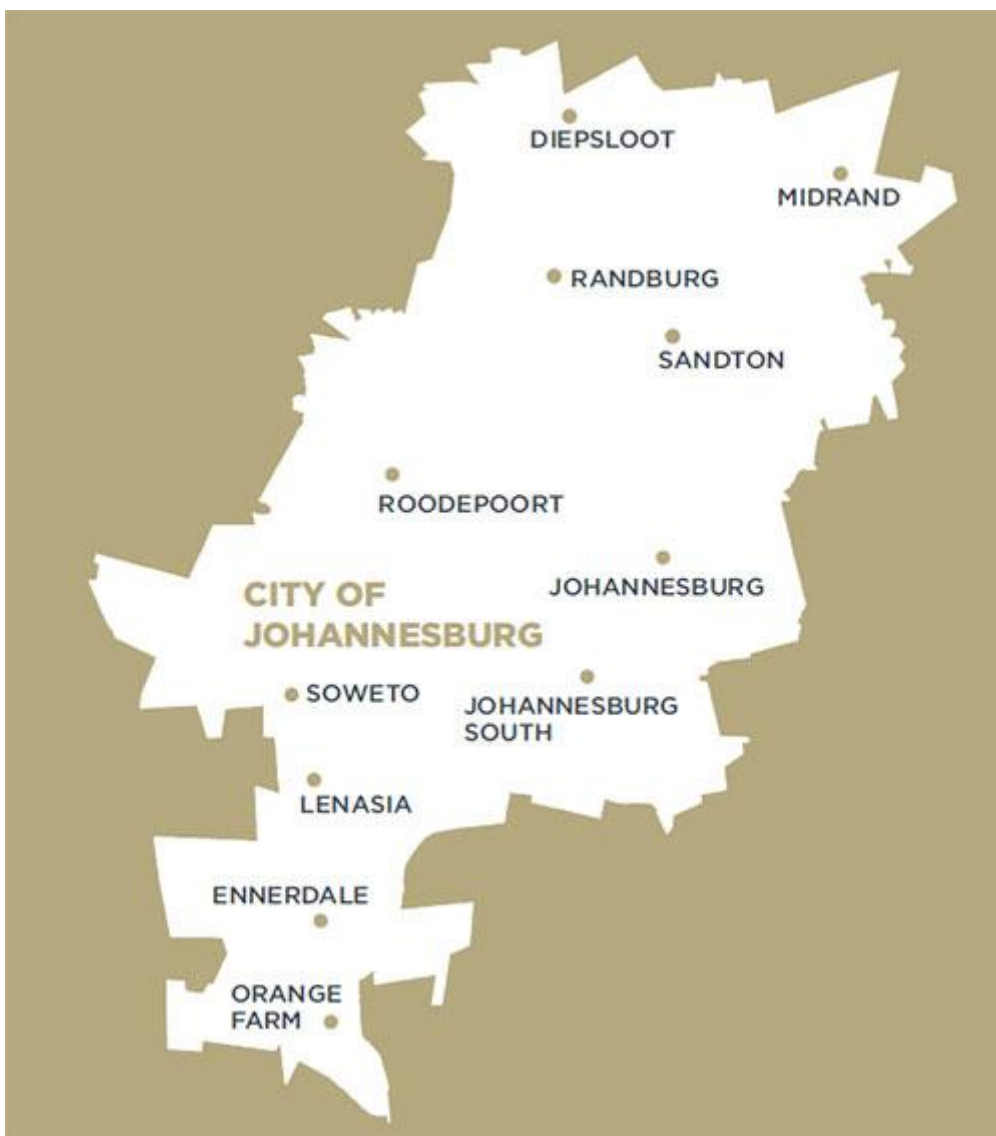 DIEPSLOOT
MIDRAND
RANDBURG
SANDTON
ROODEPOORT
JOHANNESBURG
CITY OF
JOHANNESBURG
SOWETO
JOHANNESBURG
SOUTH
LENASIA
ENNERDALE
ORANGE
FARM